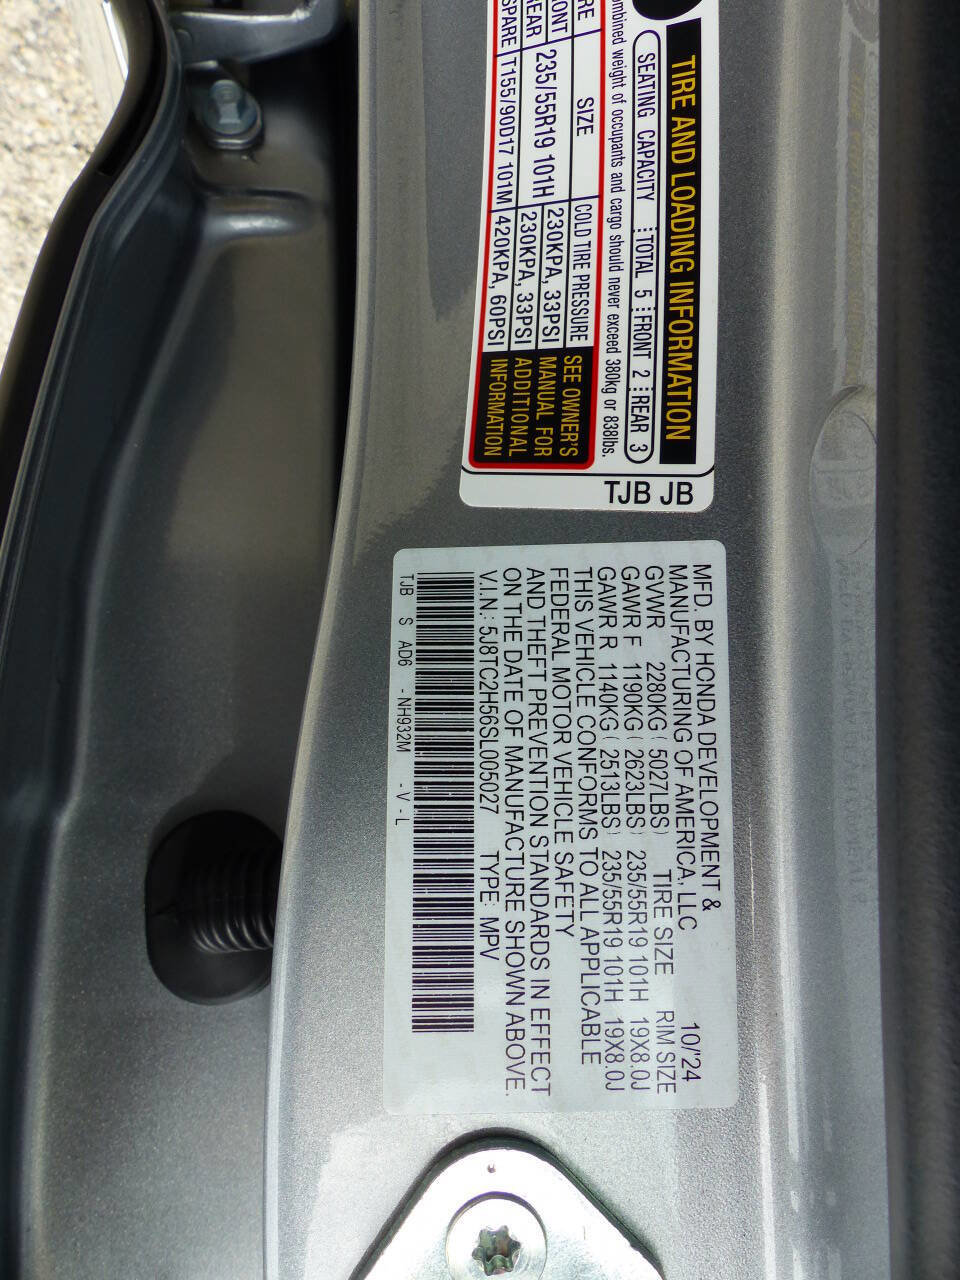 TIRE AND LOADING INFORMATION
SEATING CAPACITY TOTAL 5 FRONT 2 REAR 3
combined weight of occupants and cargo should never exceed 380kg or 838lbs.
SIZE COLD TIRE PRESSURE SEE OWNER'S
235/55R19 101H 230KPA, 33PSI MANUAL FOR
REAR 230KPA, 33PSI ADDITIONAL
SPARE T155/90D17 101M 420KPA, 60PSI INFORMATION
TJB JB
MFD. BY HONDA DEVELOPMENT & 10/'24
MANUFACTURING OF AMERICA, LLC
GVWR 2280KG ( 5027LBS) TIRE SIZE RIM SIZE
GAWR F 1190KG ( 2623LBS) 235/55R19 101H 19X8.0J
GAWR R 1140KG ( 2513LBS) 235/55R19 101H 19X8.0J
THIS VEHICLE CONFORMS TO ALL APPLICABLE
FEDERAL MOTOR VEHICLE SAFETY
AND THEFT PREVENTION STANDARDS IN EFFECT
ON THE DATE OF MANUFACTURE SHOWN ABOVE.
V.I.N.: 5J8TC2H56SL005027 TYPE: MPV
TJB S AD6 -NH932M -V-L